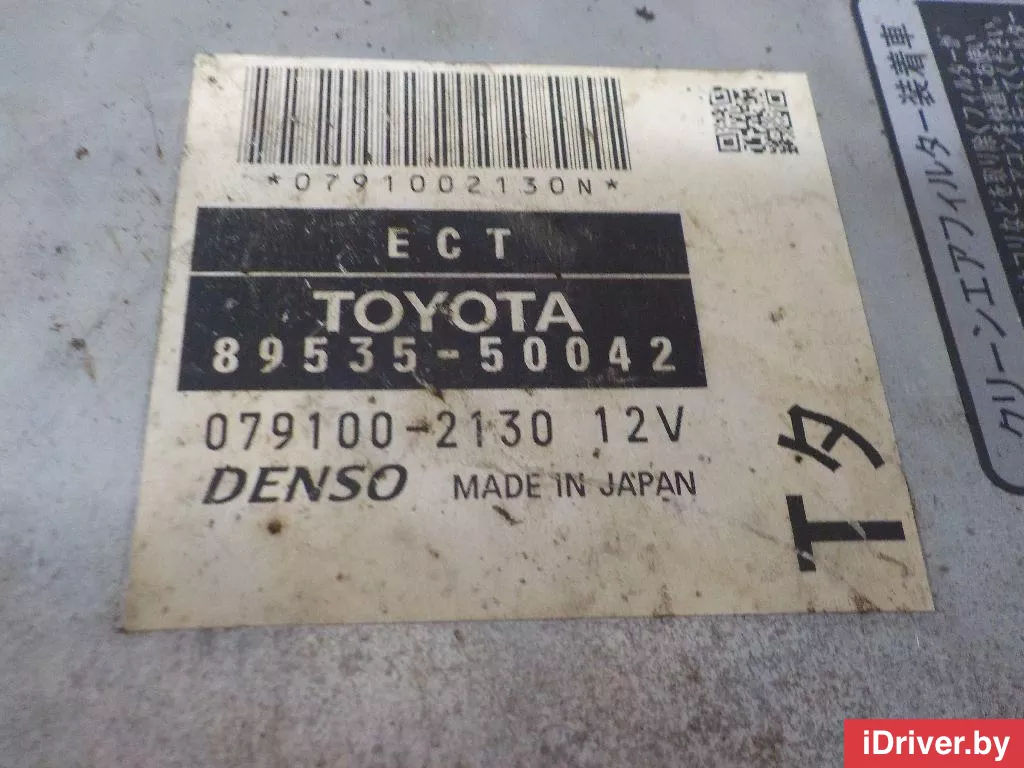 *0791002130N*
ECT
TOYOTA
89535-50042
079100-2130 12V
DENSO MADE IN JAPAN
Tタ
クリーンエアフィルター装着車
iDriver.by